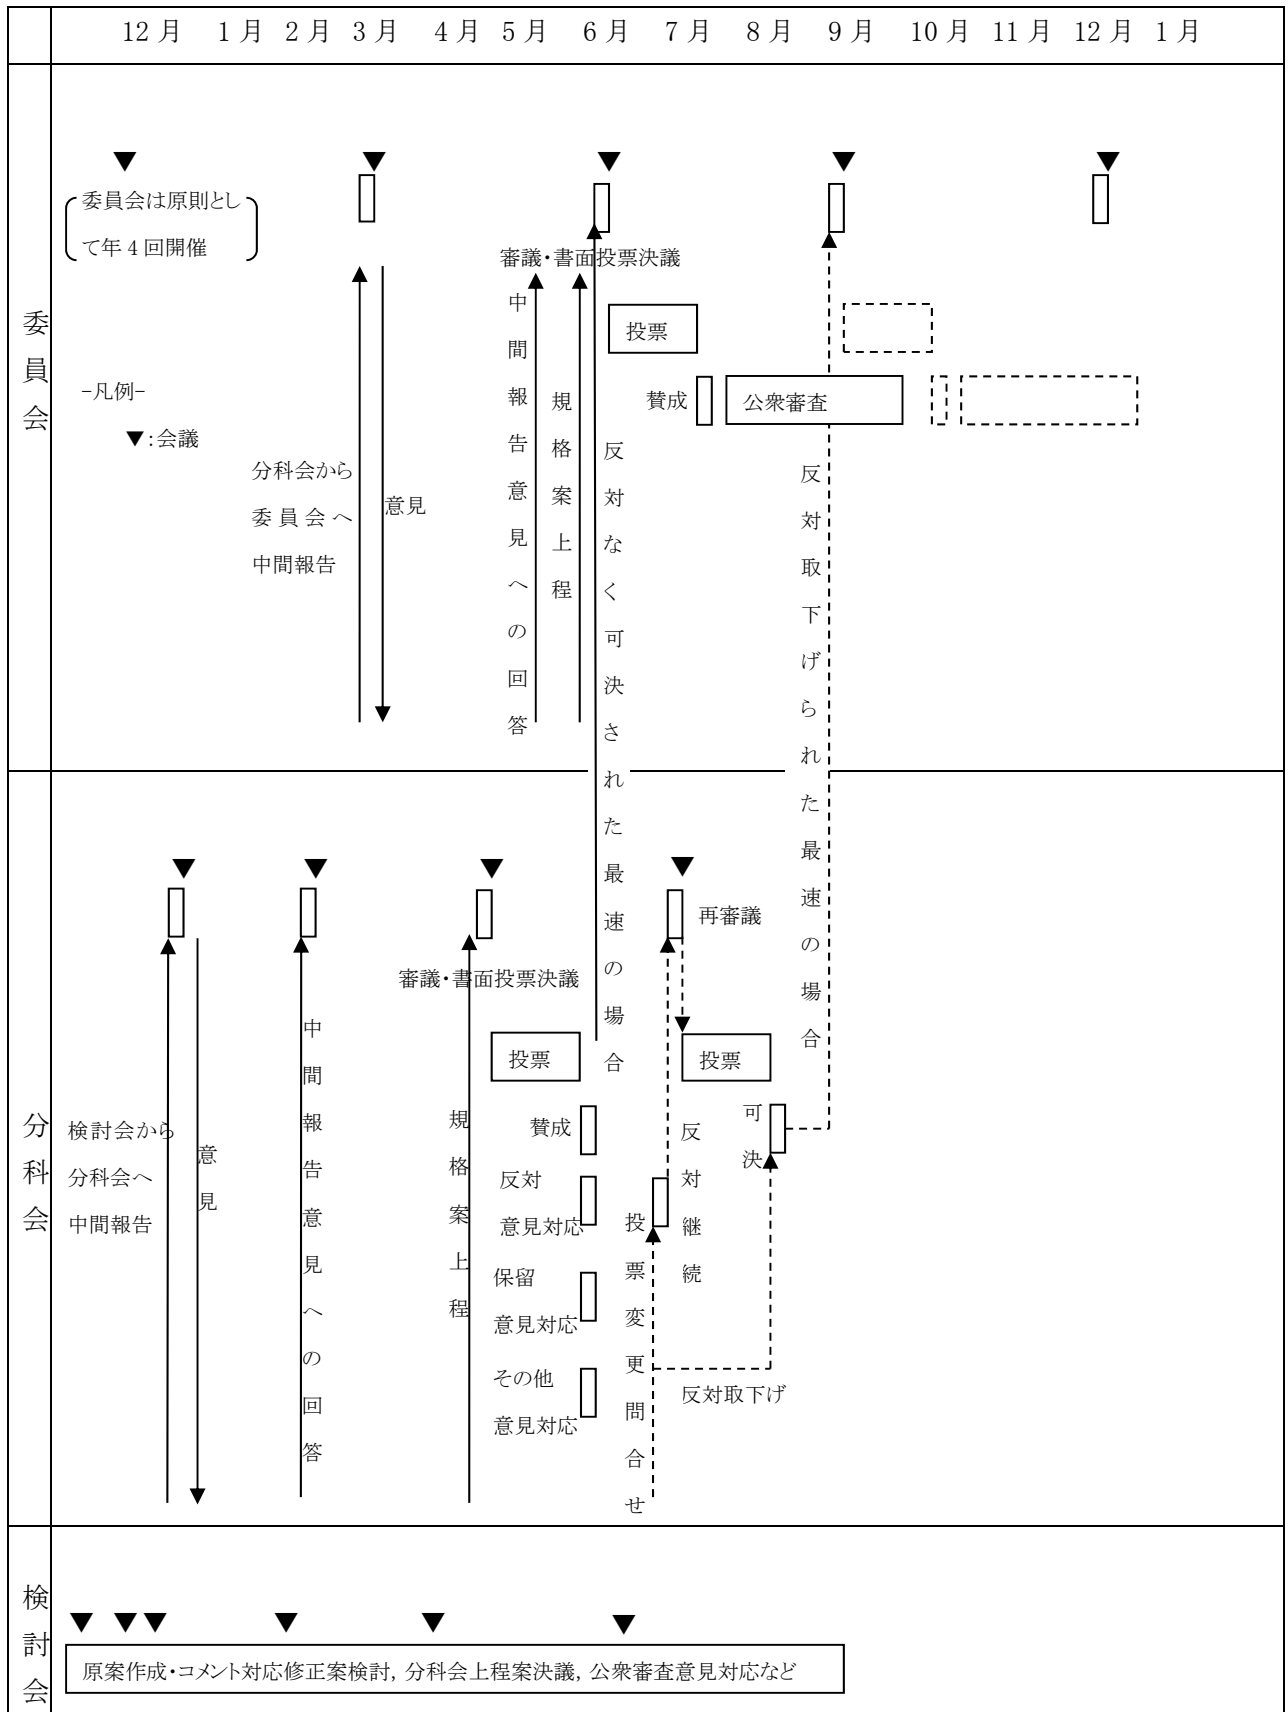 12月 1月 2月 3月 4月 5月 6月 7月 8月 9月 10月 11月 12月 1月
委員会
委員会は原則とし
て年4回開催
−凡例−
▼:会議
分科会から
委員会へ
中間報告
意見
審議・書面投票決議
中間報告意見への回答
規格案上程
反対なく可決された最速の場合
投票
賛成
公衆審査
反対取下げられた最速の場合
分科会
検討会から
分科会へ
中間報告
意見
中間報告意見への回答
審議・書面投票決議
規格案上程
投票
賛成
反対
意見対応
保留
意見対応
その他
意見対応
投票変更問合せ
再審議
反対継続
投票
可決
反対取下げ
検討会
原案作成・コメント対応修正案検討, 分科会上程案決議, 公衆審査意見対応など